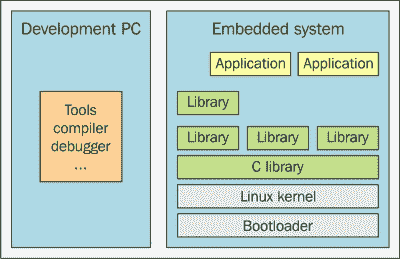 Development PC
Tools
compiler
debugger
...
Embedded system
Application Application
Library
Library Library Library
C library
Linux kernel
Bootloader